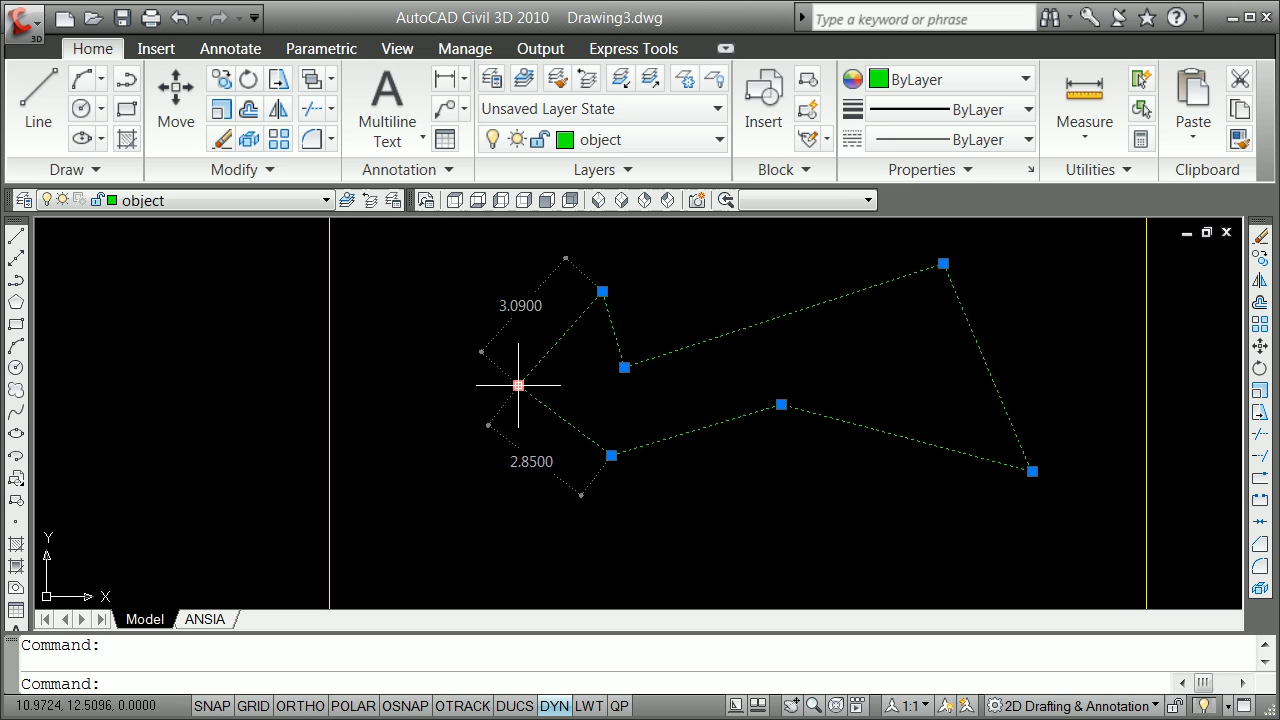 AutoCAD Civil 3D 2010 Drawing3.dwg
Type a keyword or phrase
3D
Home Insert Annotate Parametric View Manage Output Express Tools
Line
Move
A
Multiline
Text
Unsaved Layer State
object
Insert
ByLayer
ByLayer
ByLayer
Measure
Paste
Draw
Modify
Annotation
Layers
Block
Properties
Utilities
Clipboard
object
3.0900
2.8500
Y
X
Model ANSIA
A
Command:
Command:
10.9724, 12.5096, 0.0000
SNAP GRID ORTHO POLAR OSNAP OTRACK DUCS DYN LWT QP
1:1
2D Drafting & Annotation